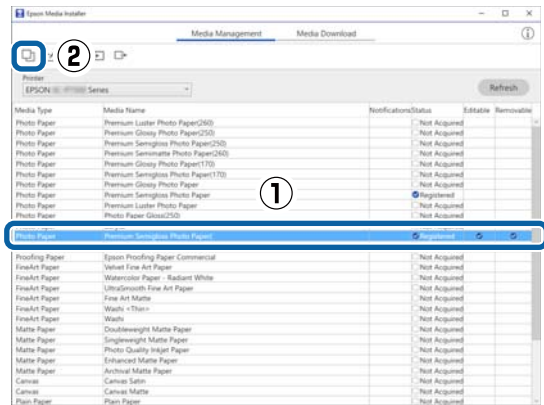 Epson Media Installer
Media Management Media Download
②
Printer
EPSON Series
Refresh
Media Type Media Name Notifications Status Editable Removable
Photo Paper Premium Luster Photo Paper(260) Not Acquired
Photo Paper Premium Glossy Photo Paper(250) Not Acquired
Photo Paper Premium Semigloss Photo Paper(250) Not Acquired
Photo Paper Premium Semimatte Photo Paper(260) Not Acquired
Photo Paper Premium Glossy Photo Paper(170) Not Acquired
Photo Paper Premium Semigloss Photo Paper(170) Not Acquired
Photo Paper Premium Glossy Photo Paper Not Acquired
Photo Paper Premium Semigloss Photo Paper Registered
Photo Paper Premium Luster Photo Paper Not Acquired
Photo Paper Photo Paper Gloss(250) Not Acquired
①
Photo Paper Premium Semigloss Photo Paper Registered
Proofing Paper Epson Proofing Paper Commercial Not Acquired
FineArt Paper Velvet Fine Art Paper Not Acquired
FineArt Paper Watercolor Paper - Radiant White Not Acquired
FineArt Paper UltraSmooth Fine Art Paper Not Acquired
FineArt Paper Fine Art Matte Not Acquired
FineArt Paper Washi <Thin> Not Acquired
FineArt Paper Washi Not Acquired
Matte Paper Doubleweight Matte Paper Not Acquired
Matte Paper Singleweight Matte Paper Not Acquired
Matte Paper Photo Quality Inkjet Paper Not Acquired
Matte Paper Enhanced Matte Paper Not Acquired
Matte Paper Archival Matte Paper Not Acquired
Canvas Canvas Satin Not Acquired
Canvas Canvas Matte Not Acquired
Plain Paper Plain Paper Not Acquired